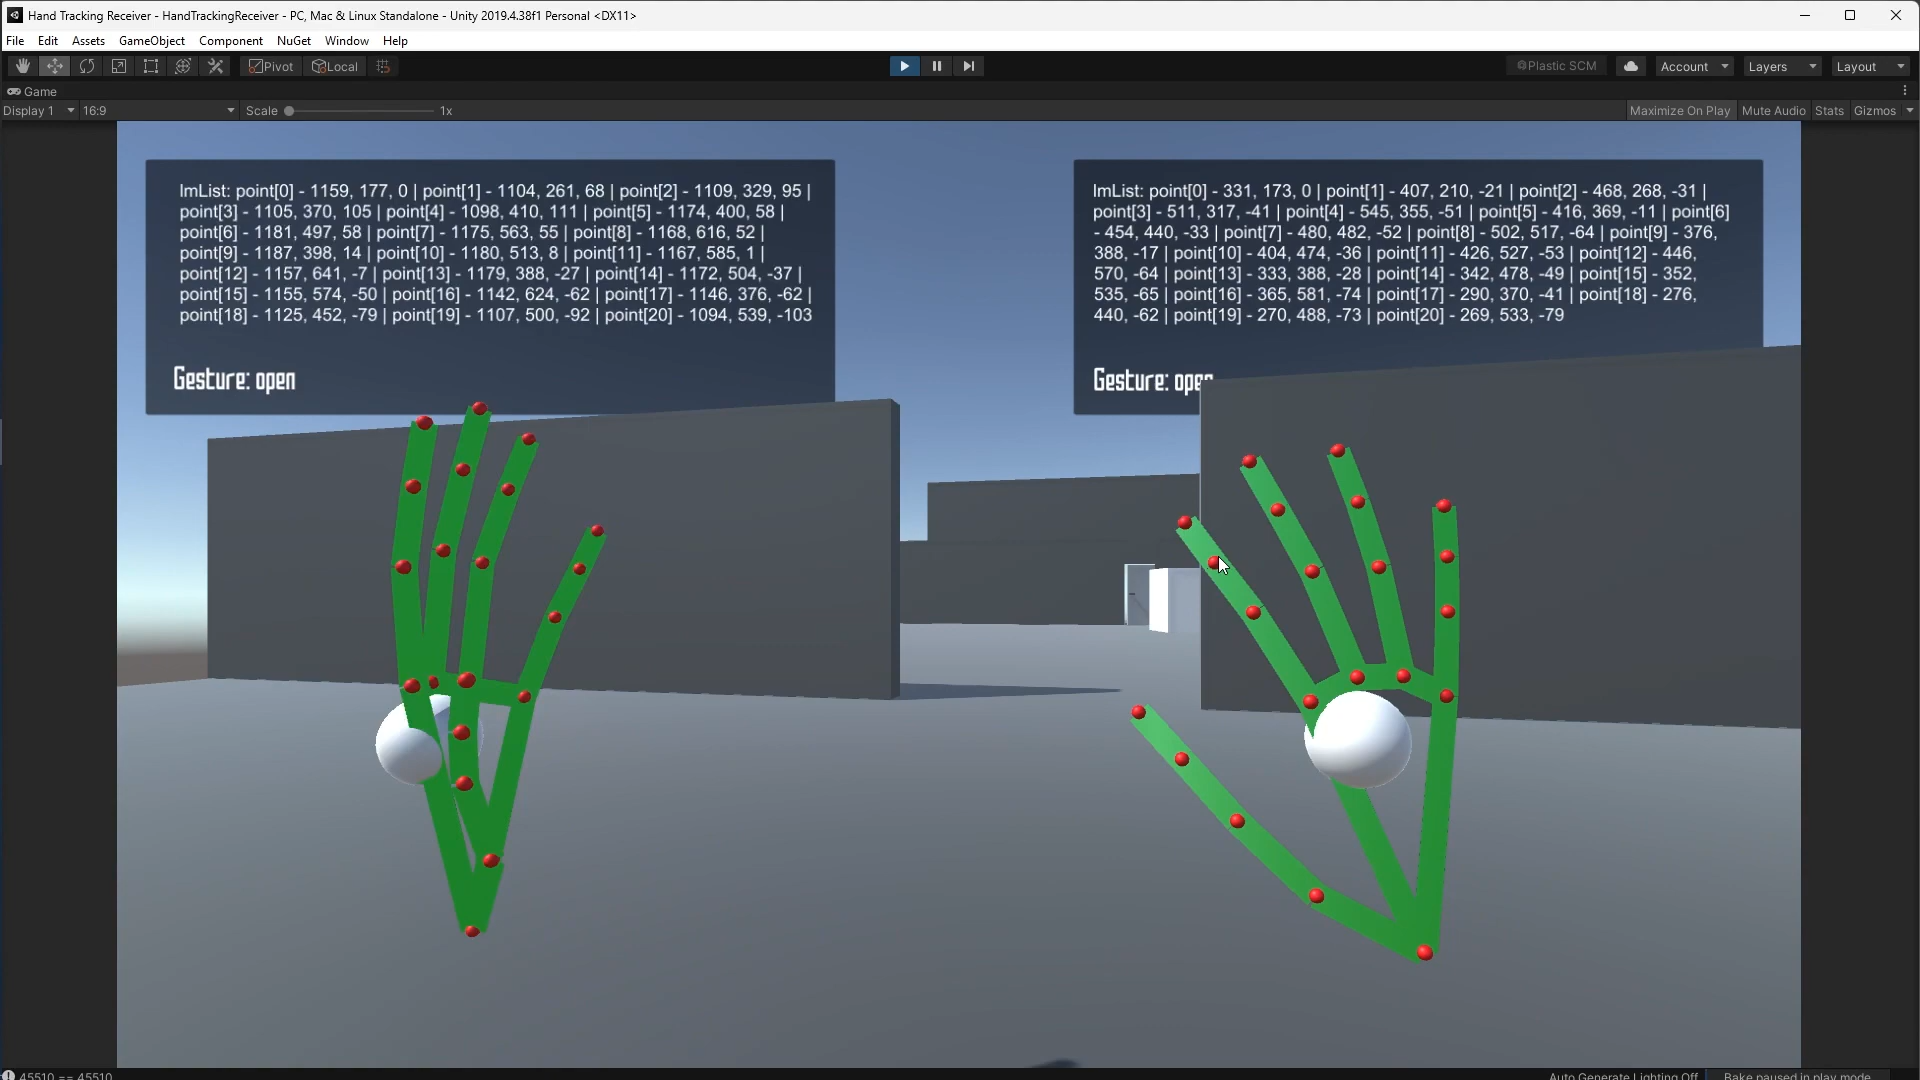 Hand Tracking Receiver - HandTrackingReceiver - PC, Mac & Linux Standalone - Unity 2019.4.38f1 Personal <DX11>
File Edit Assets GameObject Component NuGet Window Help
Pivot Local Plastic SCM Account Layers Layout
Game
Display 1 16:9 Scale 1x Maximize On Play Mute Audio Stats Gizmos
lmList: point[0] - 1159, 177, 0 | point[1] - 1104, 261, 68 | point[2] - 1109, 329, 95 |
point[3] - 1105, 370, 105 | point[4] - 1098, 410, 111 | point[5] - 1174, 400, 58 |
point[6] - 1181, 497, 58 | point[7] - 1175, 563, 55 | point[8] - 1168, 616, 52 |
point[9] - 1187, 398, 14 | point[10] - 1180, 513, 8 | point[11] - 1167, 585, 1 |
point[12] - 1157, 641, -7 | point[13] - 1179, 388, -27 | point[14] - 1172, 504, -37 |
point[15] - 1155, 574, -50 | point[16] - 1142, 624, -62 | point[17] - 1146, 376, -62 |
point[18] - 1125, 452, -79 | point[19] - 1107, 500, -92 | point[20] - 1094, 539, -103
Gesture: open
lmList: point[0] - 331, 173, 0 | point[1] - 407, 210, -21 | point[2] - 468, 268, -31 |
point[3] - 511, 317, -41 | point[4] - 545, 355, -51 | point[5] - 416, 369, -11 | point[6]
- 454, 440, -33 | point[7] - 480, 482, -52 | point[8] - 502, 517, -64 | point[9] - 376,
388, -17 | point[10] - 404, 474, -36 | point[11] - 426, 527, -53 | point[12] - 446,
570, -64 | point[13] - 333, 388, -28 | point[14] - 342, 478, -49 | point[15] - 352,
535, -65 | point[16] - 365, 581, -74 | point[17] - 290, 370, -41 | point[18] - 276,
440, -62 | point[19] - 270, 488, -73 | point[20] - 269, 533, -79
Gesture: open
45510 == 45510 Auto Generate Lighting Off Bake paused in play mode